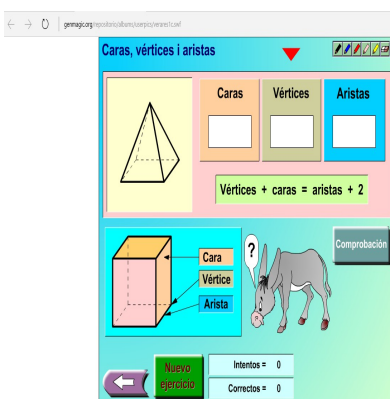 genmagic.org/repositorio/albums/userpics/verares1c.swf
Caras, vértices i aristas
Caras Vértices Aristas
Vértices + caras = aristas + 2
?
Cara
Vértice
Arista
Comprobación
Nuevo
ejercicio
Intentos = 0
Correctos = 0